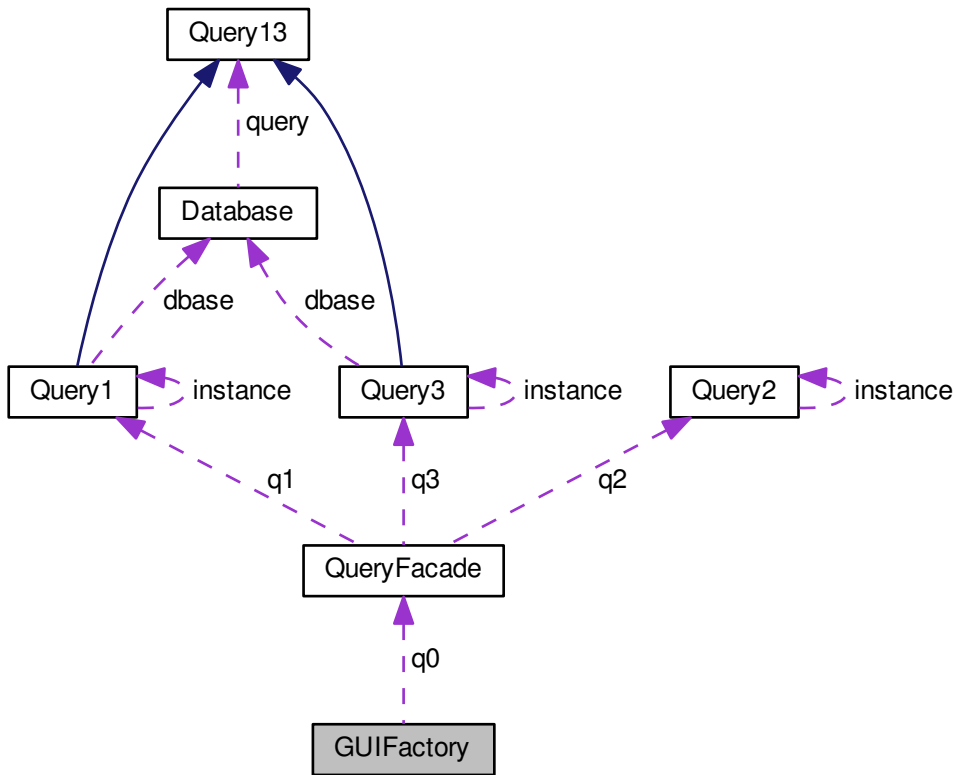 Query13
query
Database
dbase
dbase
Query1
instance
Query3
instance
Query2
instance
q1
q3
q2
QueryFacade
q0
GUIFactory